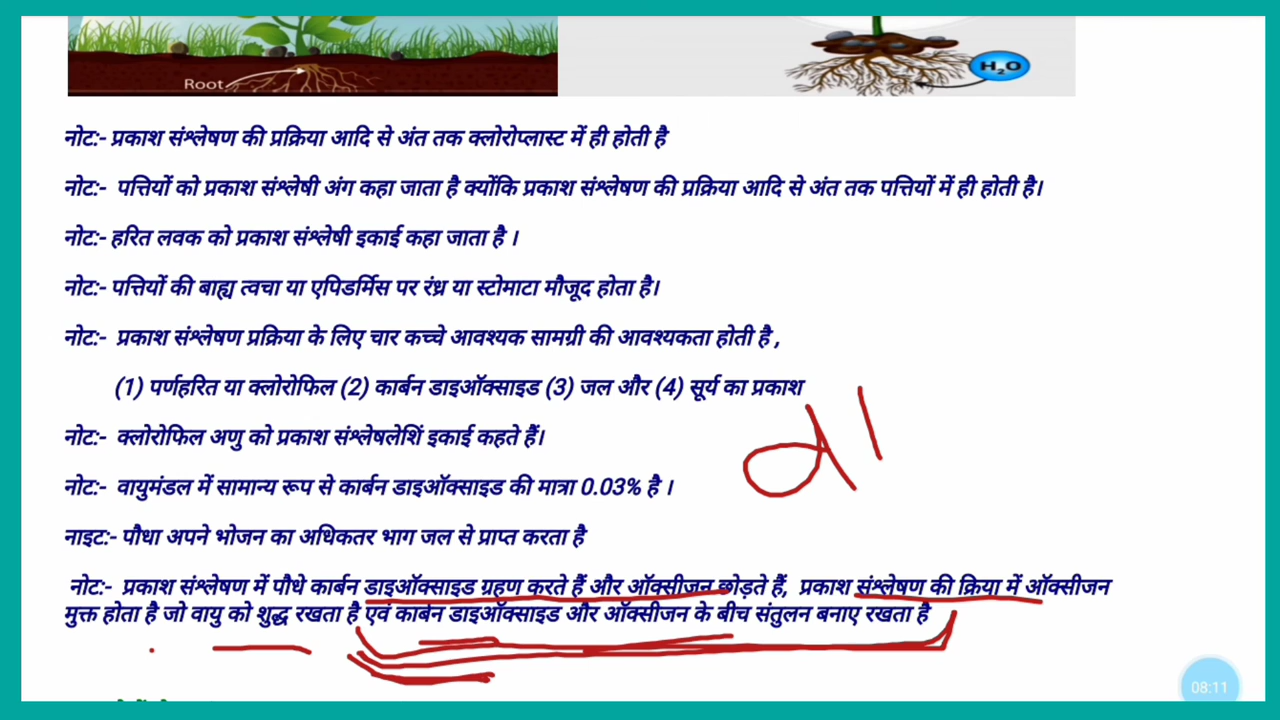 Root
H₂O
नोट:- प्रकाश संश्लेषण की प्रक्रिया आदि से अंत तक क्लोरोप्लास्ट में ही होती है
नोट:- पत्तियों को प्रकाश संश्लेषी अंग कहा जाता है क्योंकि प्रकाश संश्लेषण की प्रक्रिया आदि से अंत तक पत्तियों में ही होती है।
नोट:- हरित लवक को प्रकाश संश्लेषी इकाई कहा जाता है ।
नोट:- पत्तियों की बाह्य त्वचा या एपिडर्मिस पर रंध्र या स्टोमाटा मौजूद होता है।
नोट:- प्रकाश संश्लेषण प्रक्रिया के लिए चार कच्चे आवश्यक सामग्री की आवश्यकता होती है ,
(1) पर्णहरित या क्लोरोफिल (2) कार्बन डाइऑक्साइड (3) जल और (4) सूर्य का प्रकाश
नोट:- क्लोरोफिल अणु को प्रकाश संश्लेषलेशिं इकाई कहते हैं।
नोट:- वायुमंडल में सामान्य रूप से कार्बन डाइऑक्साइड की मात्रा 0.03% है ।
नाइट:- पौधा अपने भोजन का अधिकतर भाग जल से प्राप्त करता है
नोट:- प्रकाश संश्लेषण में पौधे कार्बन डाइऑक्साइड ग्रहण करते हैं और ऑक्सीजन छोड़ते हैं, प्रकाश संश्लेषण की क्रिया में ऑक्सीजन
मुक्त होता है जो वायु को शुद्ध रखता है एवं कार्बन डाइऑक्साइड और ऑक्सीजन के बीच संतुलन बनाए रखता है
08:11